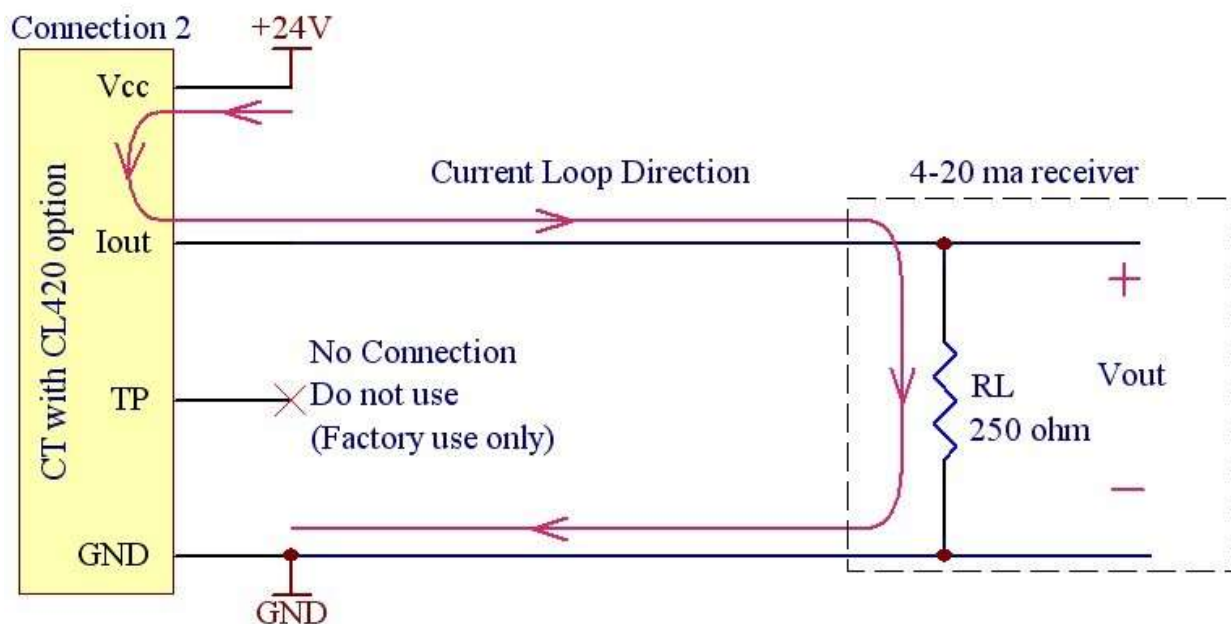 Connection 2
+24V
Vcc
Current Loop Direction
4-20 ma receiver
CT with CL420 option
Iout
+
No Connection
Do not use
(Factory use only)
TP
RL
250 ohm
Vout
−
GND
GND